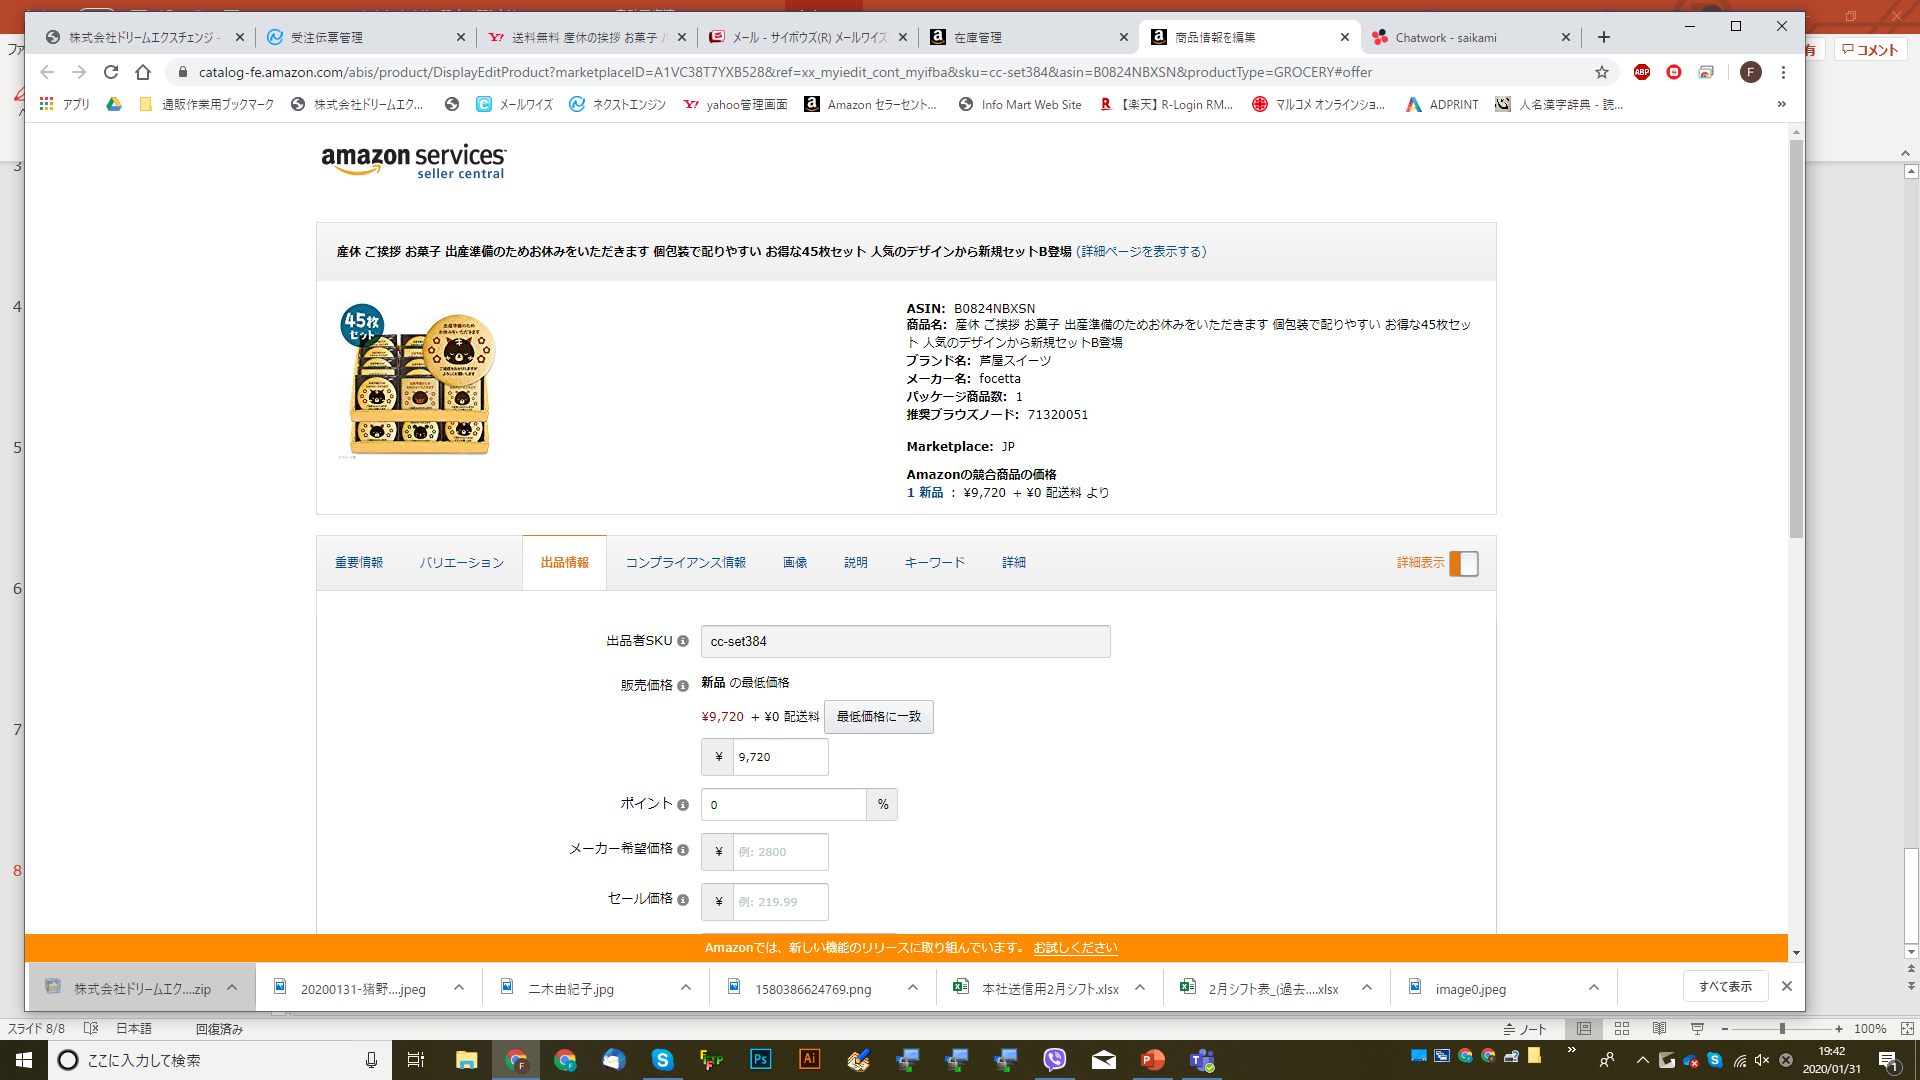 株式会社ドリームエクスチェンジ -
受注伝票管理
送料無料 産休の挨拶 お菓子 /
メール - サイボウズ(R) メールワイズ
在庫管理
商品情報を編集
Chatwork - saikami
catalog-fe.amazon.com/abis/product/DisplayEditProduct?marketplaceID=A1VC38T7YXB528&ref=xx_myiedit_cont_myifba&sku=cc-set384&asin=B0824NBXSN&productType=GROCERY#offer
ABP
F
アプリ
通販作業用ブックマーク
株式会社ドリームエク...
メールワイズ
ネクストエンジン
yahoo管理画面
Amazon セラーセント...
Info Mart Web Site
【楽天】R-Login RM...
マルコメ オンラインショ...
ADPRINT
人名漢字辞典 - 読...
コメント
amazon services
seller central
産休 ご挨拶 お菓子 出産準備のためお休みをいただきます 個包装で配りやすい お得な45枚セット 人気のデザインから新規セットB登場 (詳細ページを表示する)
45枚
セット
ASIN: B0824NBXSN
商品名: 産休 ご挨拶 お菓子 出産準備のためお休みをいただきます 個包装で配りやすい お得な45枚セッ
ト 人気のデザインから新規セットB登場
ブランド名: 芦屋スイーツ
メーカー名: focetta
パッケージ商品数: 1
推奨ブラウズノード: 71320051
Marketplace: JP
Amazonの競合商品の価格
1 新品 : ¥9,720 + ¥0 配送料 より
重要情報
バリエーション
出品情報
コンプライアンス情報
画像
説明
キーワード
詳細
詳細表示
出品者SKU
cc-set384
販売価格
新品 の最低価格
¥9,720 + ¥0 配送料
最低価格に一致
¥ 9,720
ポイント
0 %
メーカー希望価格
¥ 例: 2800
セール価格
¥ 例: 219.99
Amazonでは、新しい機能のリリースに取り組んでいます。 お試しください
株式会社ドリームエク....zip
20200131-猪野....jpeg
二木由紀子.jpg
1580386624769.png
本社送信用2月シフト.xlsx
2月シフト表_(過去....xlsx
image0.jpeg
すべて表示
3
4
5
6
7
8
スライド 8/8
日本語
回復済み
ノート
100%
ここに入力して検索
19:42
2020/01/31
1